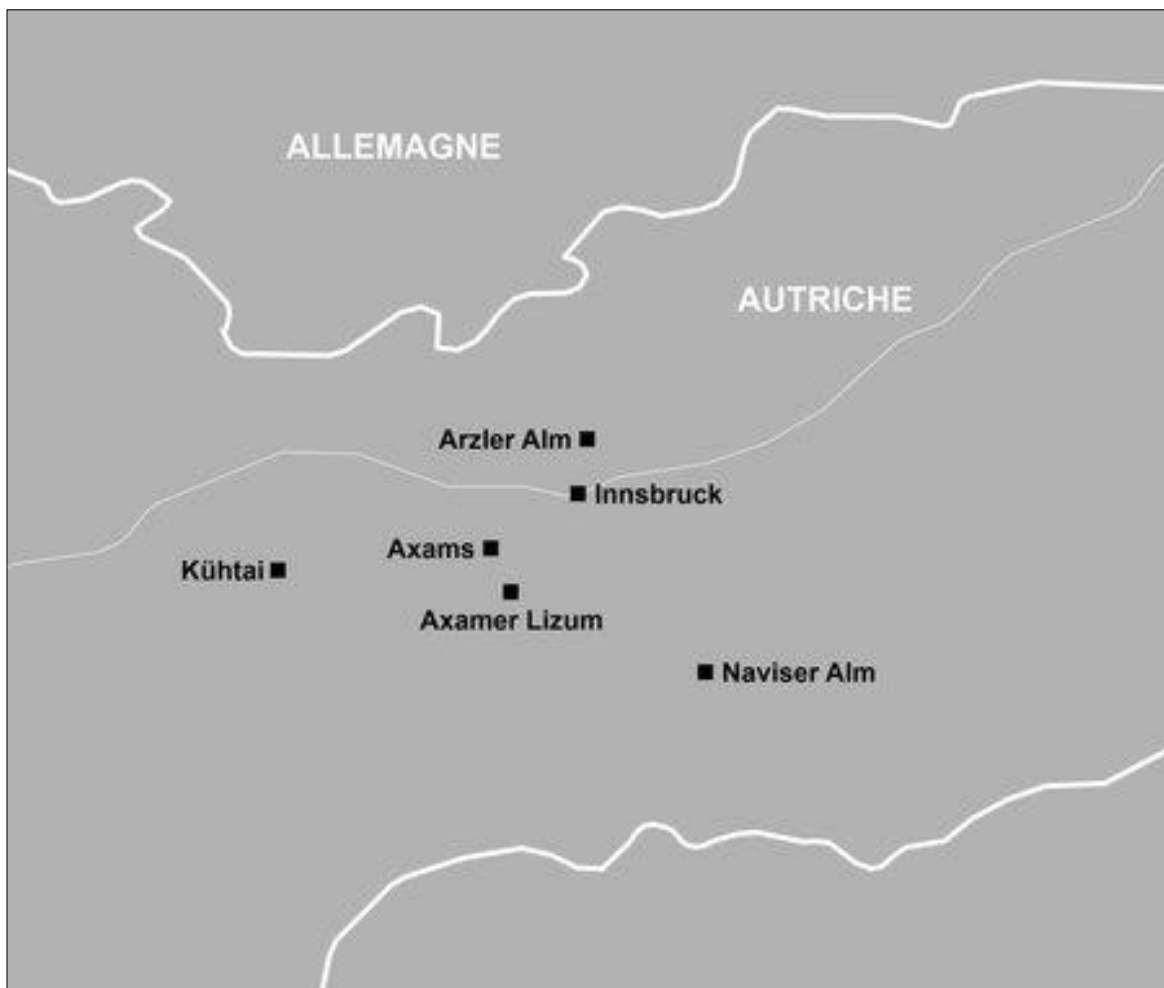 ALLEMAGNE
AUTRICHE
Arzler Alm
Innsbruck
Axams
Kühtai
Axamer Lizum
Naviser Alm